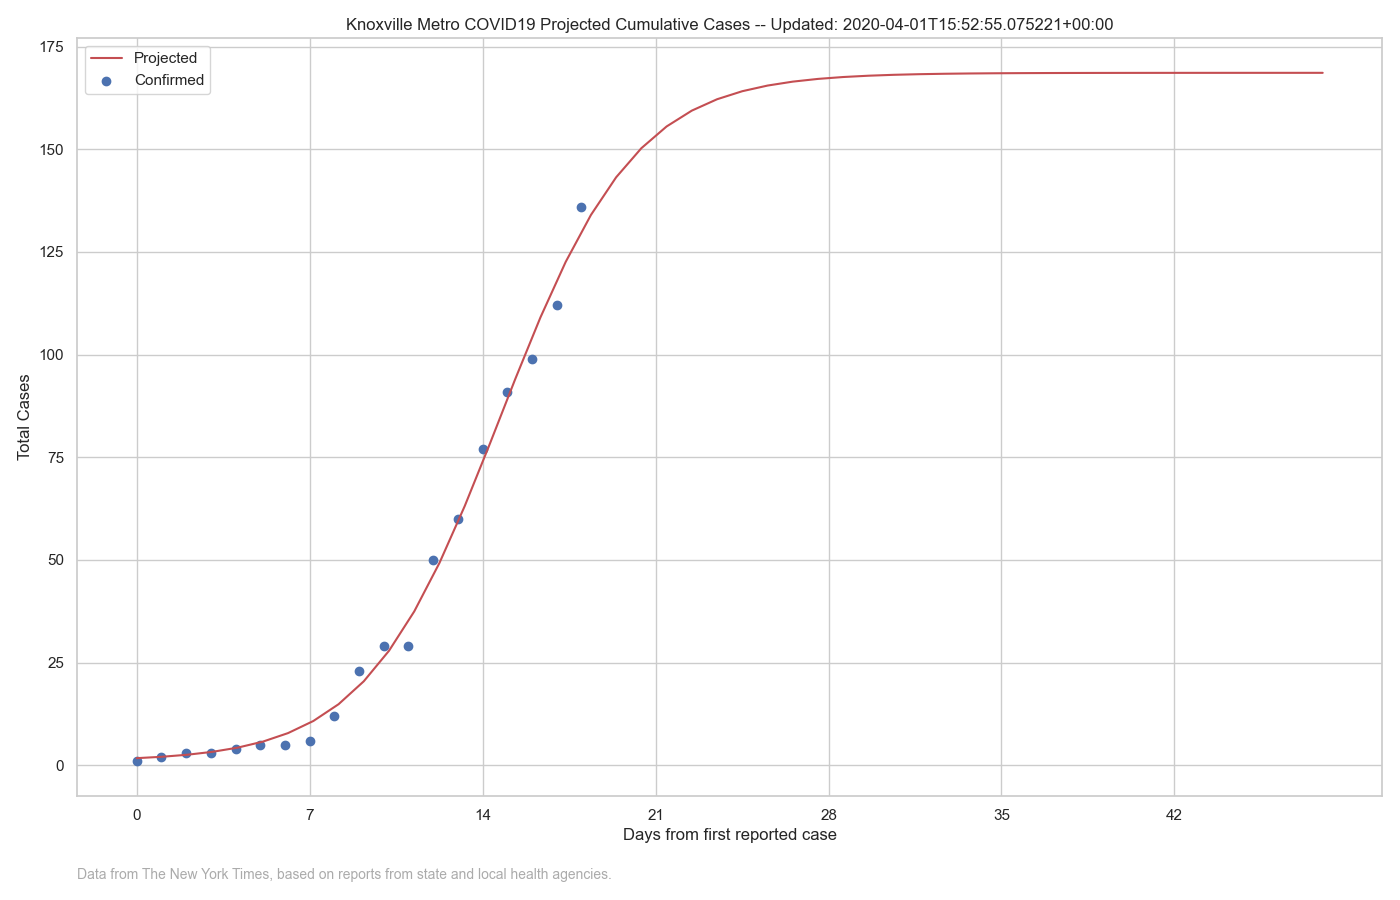 Knoxville Metro COVID19 Projected Cumulative Cases -- Updated: 2020-04-01T15:52:55.075221+00:00
Projected
Confirmed
175
150
125
100
75
50
25
0
Total Cases
0 7 14 21 28 35 42
Days from first reported case
Data from The New York Times, based on reports from state and local health agencies.